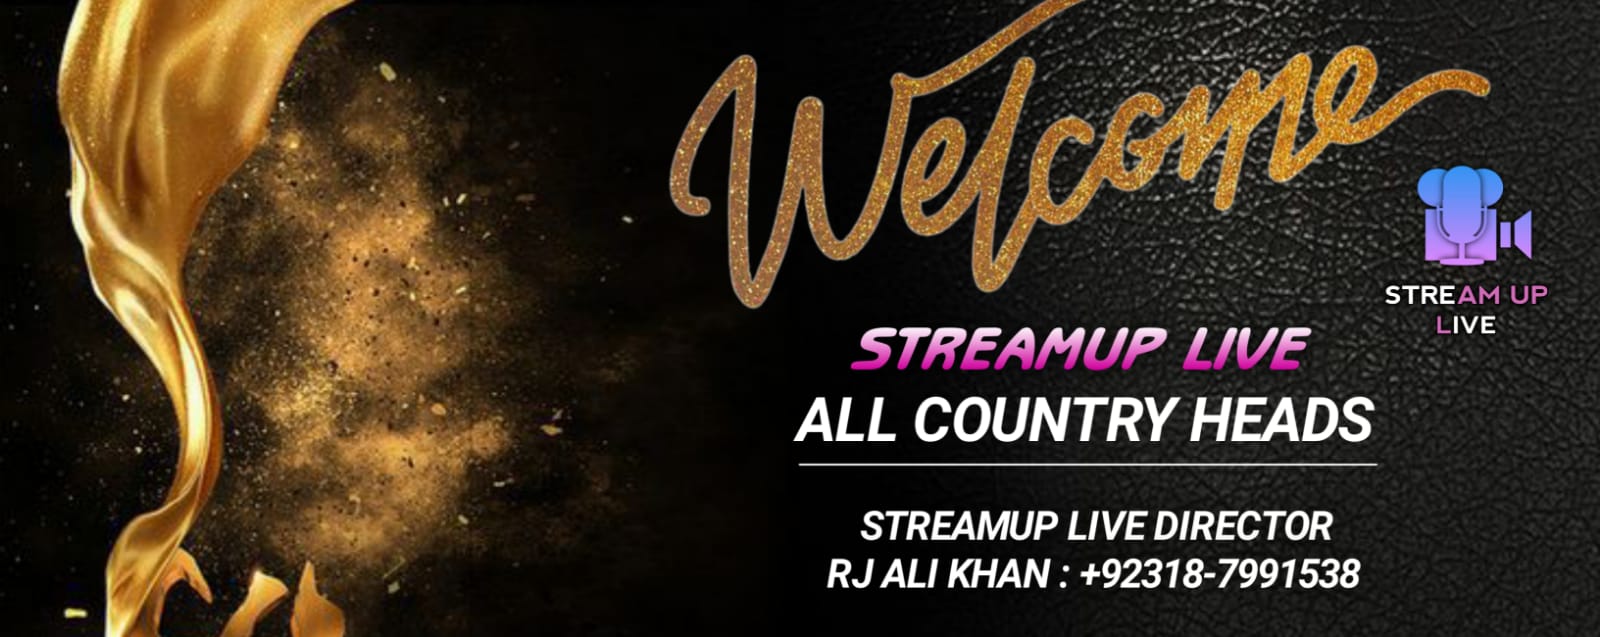 Welcome
STREAM UP
LIVE
STREAMUP LIVE
ALL COUNTRY HEADS
STREAMUP LIVE DIRECTOR
RJ ALI KHAN : +92318-7991538